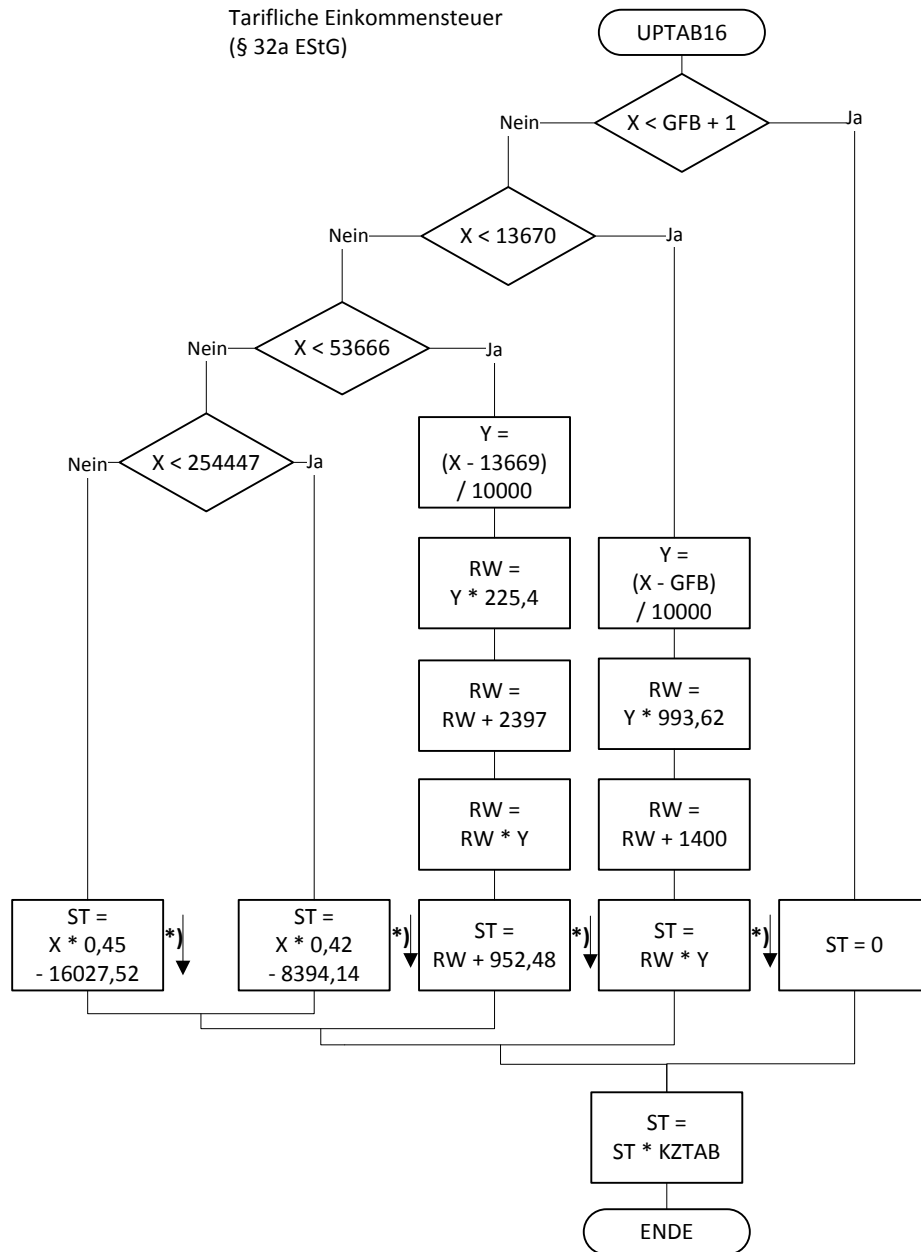 Tarifliche Einkommensteuer
(§ 32a EStG)
UPTAB16
X < GFB + 1
Nein
Ja
X < 13670
Nein
Ja
X < 53666
Nein
Ja
X < 254447
Nein
Ja
Y =
(X - 13669)
/ 10000
RW =
Y * 225,4
RW =
RW + 2397
RW =
RW * Y
Y =
(X - GFB)
/ 10000
RW =
Y * 993,62
RW =
RW + 1400
ST =
X * 0,45
- 16027,52
*)
ST =
X * 0,42
- 8394,14
*)
ST =
RW + 952,48
*)
ST =
RW * Y
*)
ST = 0
ST =
ST * KZTAB
ENDE